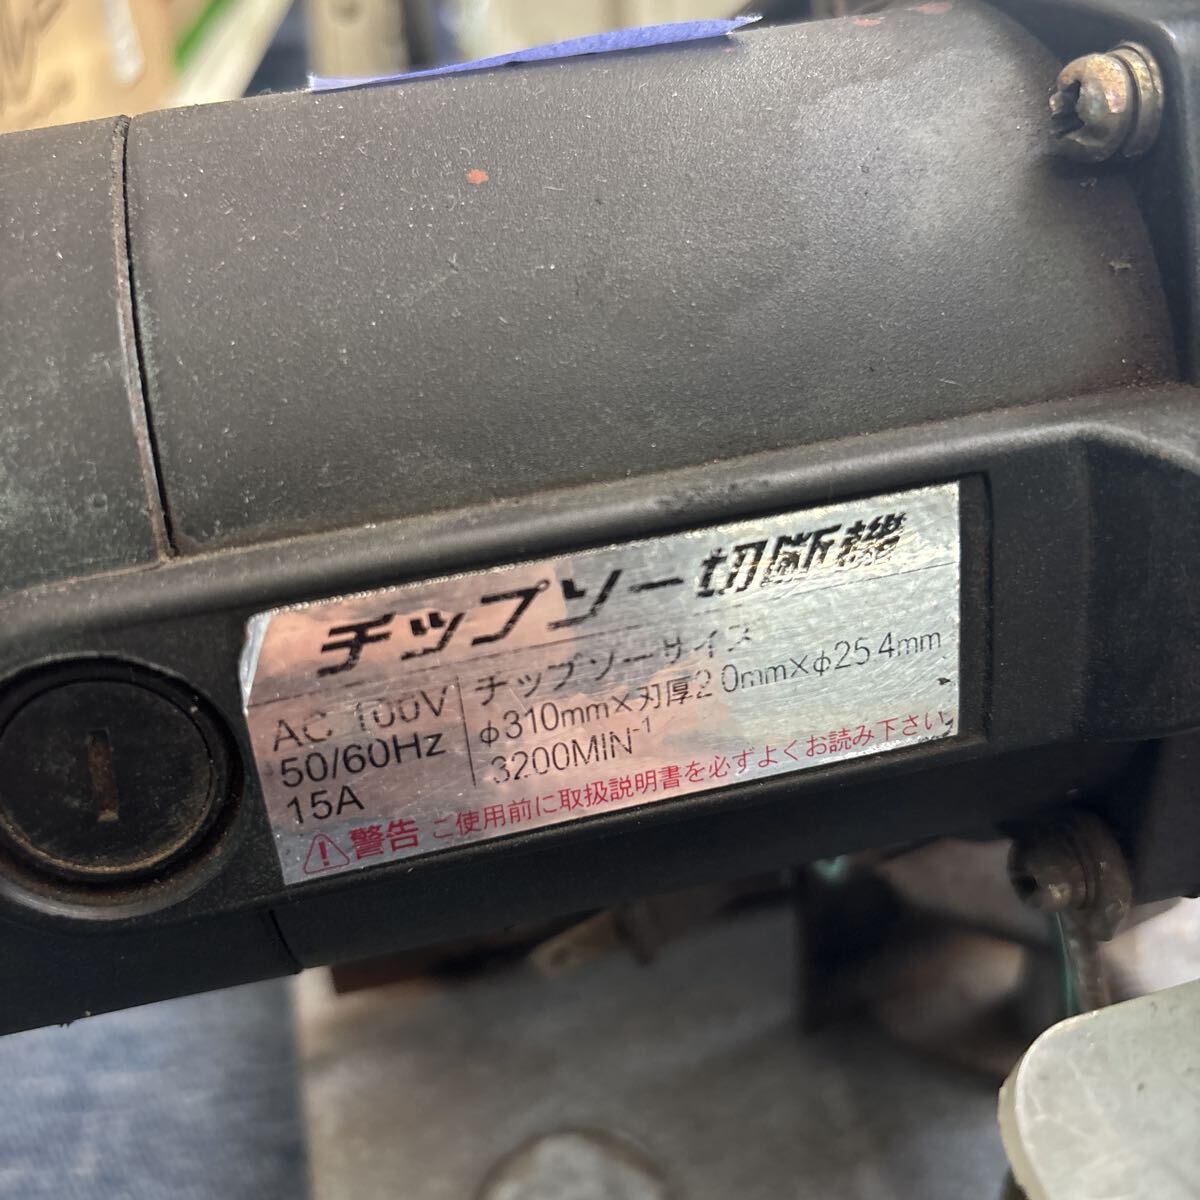 チップソー切断機
AC 100V
50/60Hz
15A
チップソーサイズ
φ310mm×刃厚2.0mm×φ25.4mm
3200MIN⁻¹
警告 ご使用前に取扱説明書を必ずよくお読み下さい